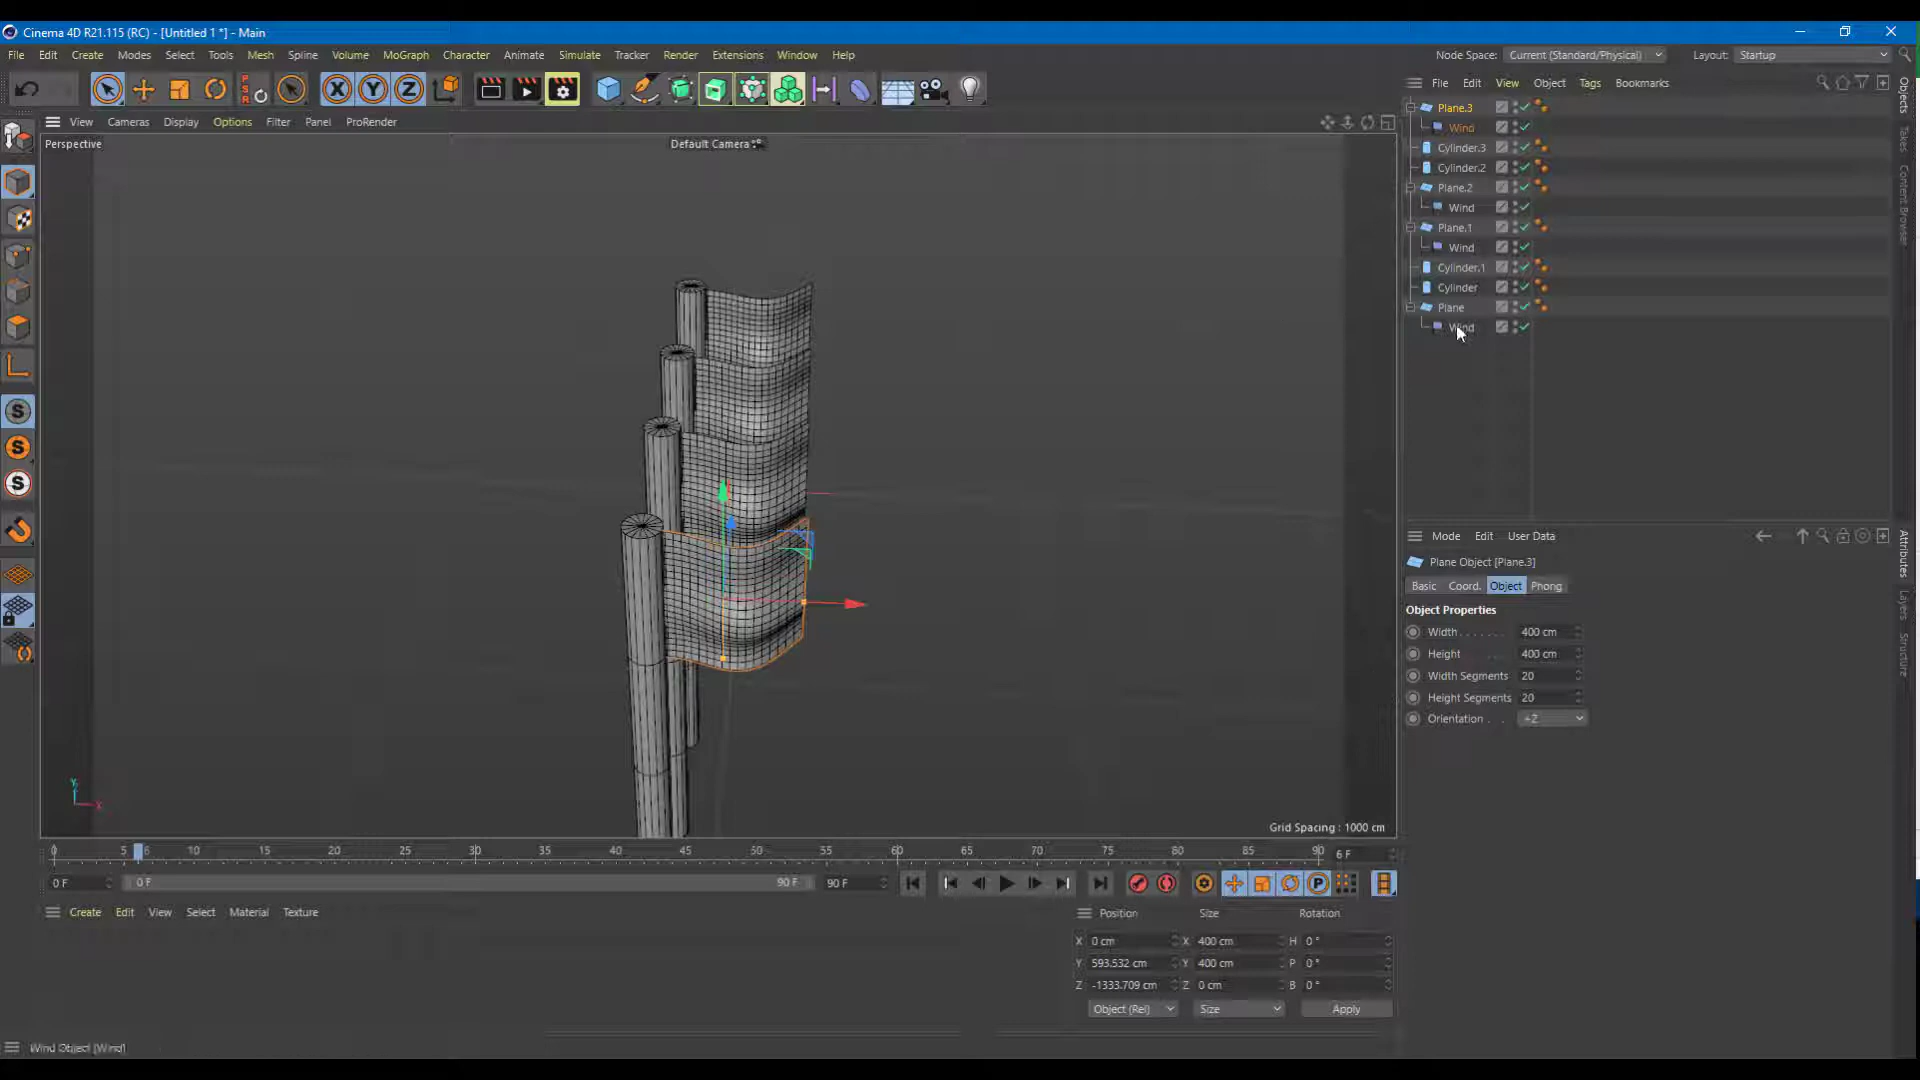 Cinema 4D R21.115 (RC) - [Untitled 1 *] - Main
File Edit Create Modes Select Tools Mesh Spline Volume MoGraph Character Animate Simulate Tracker Render Extensions Window Help
Node Space: Current (Standard/Physical) Layout: Startup
X Y Z
File Edit View Object Tags Bookmarks
View Cameras Display Options Filter Panel ProRender
Perspective
Default Camera
Plane.3
Wind
Cylinder.3
Cylinder.2
Plane.2
Wind
Plane.1
Wind
Cylinder.1
Cylinder
Plane
Wind
Objects
Takes
Content Browser
Mode Edit User Data
Plane Object [Plane.3]
Basic Coord. Object Phong
Object Properties
Width 400 cm
Height 400 cm
Width Segments 20
Height Segments 20
Orientation +Z
Attributes
Layers
Structure
S
S
S
Y
Z
X
Grid Spacing : 1000 cm
0 5 6 10 15 20 25 30 35 40 45 50 55 60 65 70 75 80 85 90 6 F
0 F 0 F 90 F 90 F
P
Create Edit View Select Material Texture
Position Size Rotation
X 0 cm X 400 cm H 0 °
Y 593.532 cm Y 400 cm P 0 °
Z -1333.709 cm Z 0 cm B 0 °
Object (Rel) Size Apply
Wind Object [Wind]